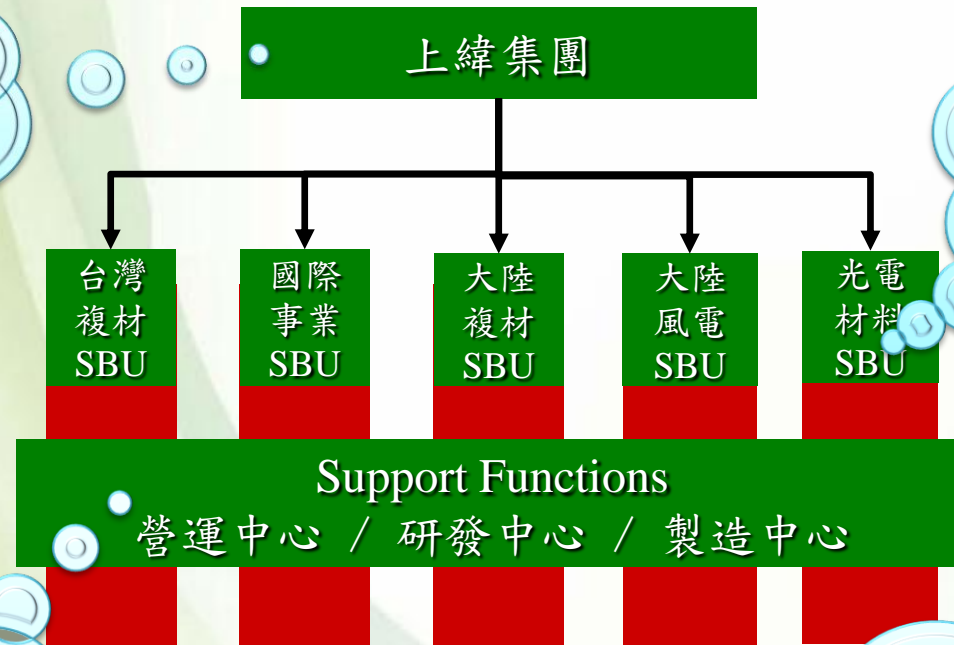 上緯集團
台灣
複材
SBU
國際
事業
SBU
大陸
複材
SBU
大陸
風電
SBU
光電
材料
SBU
Support Functions
營運中心 / 研發中心 / 製造中心